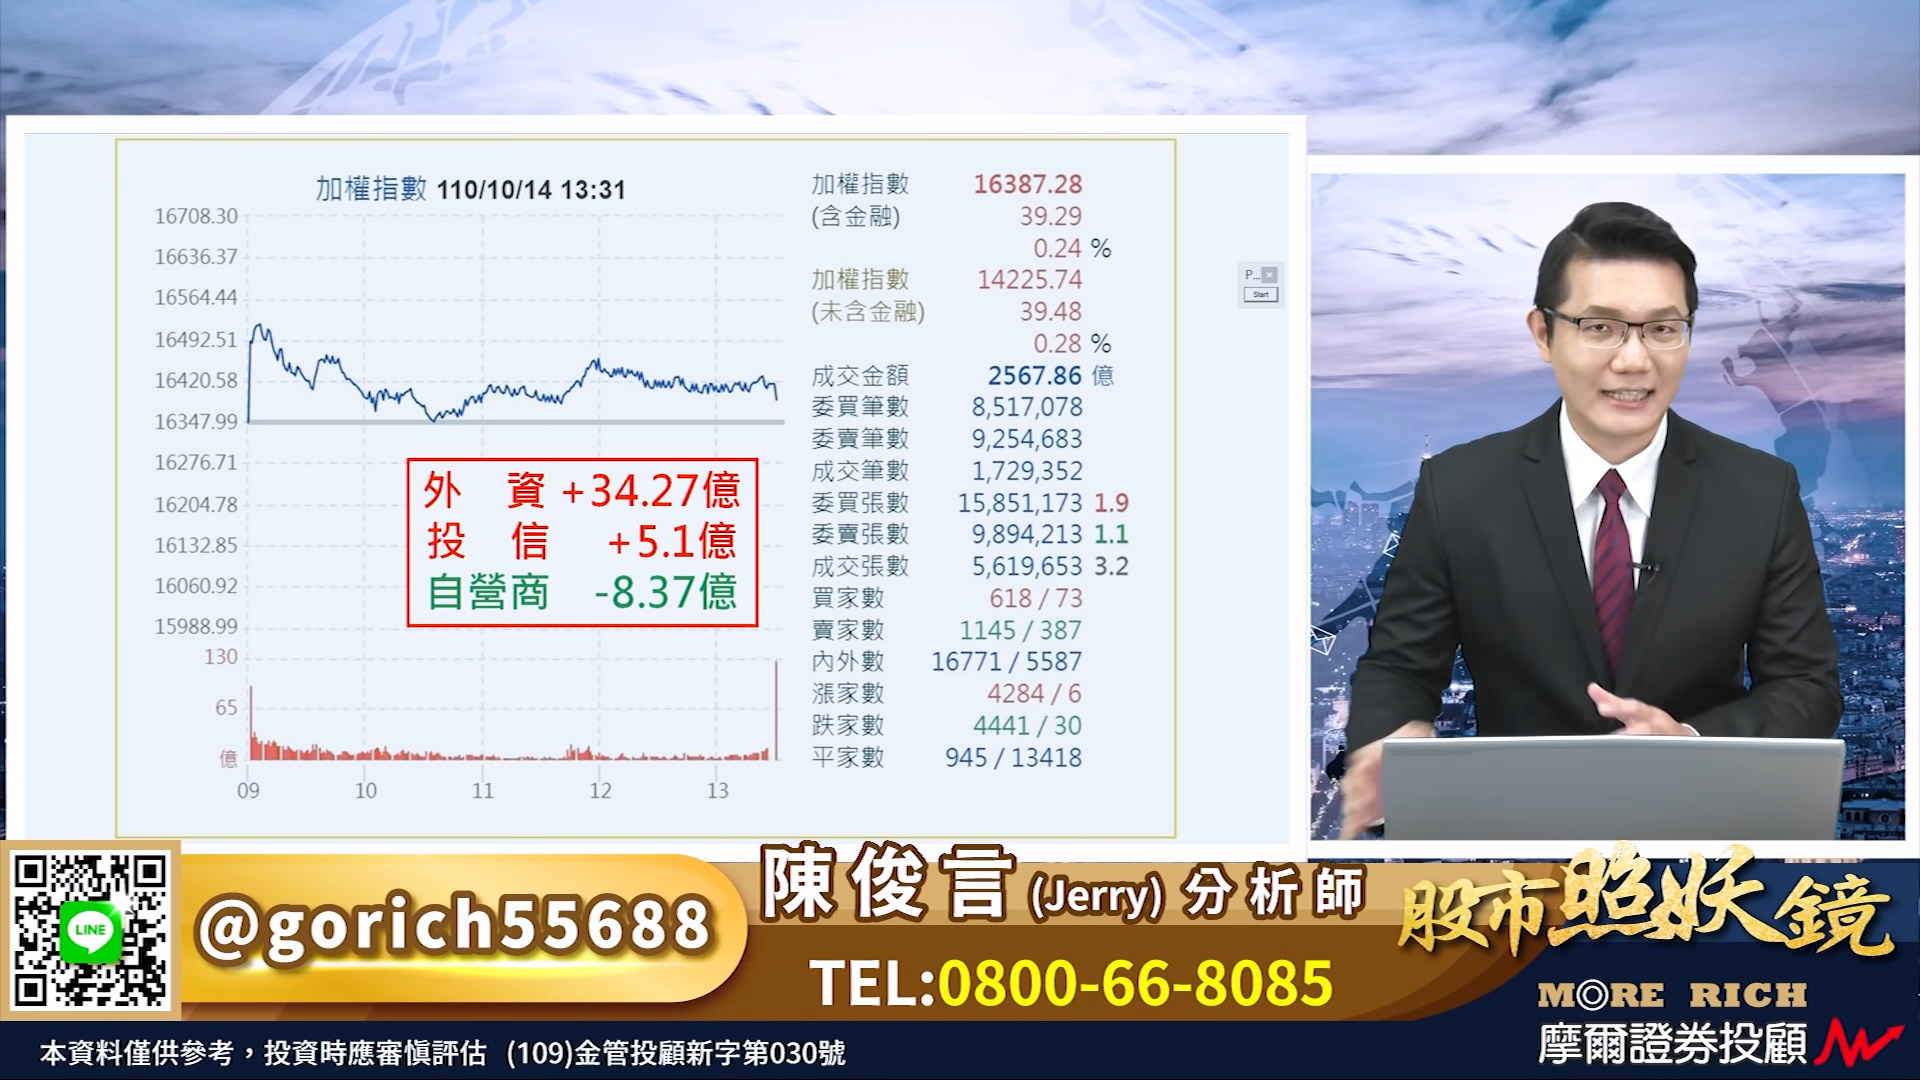 加權指數 110/10/14 13:31
16708.30
16636.37
16564.44
16492.51
16420.58
16347.99
16276.71
16204.78
16132.85
16060.92
15988.99
130
65
億
09 10 11 12 13
外 資 +34.27億
投 信 +5.1億
自營商 -8.37億
加權指數 16387.28
(含金融) 39.29
0.24 %
加權指數 14225.74
(未含金融) 39.48
0.28 %
成交金額 2567.86 億
委買筆數 8,517,078
委賣筆數 9,254,683
成交筆數 1,729,352
委買張數 15,851,173 1.9
委賣張數 9,894,213 1.1
成交張數 5,619,653 3.2
買家數 618 / 73
賣家數 1145 / 387
內外數 16771 / 5587
漲家數 4284 / 6
跌家數 4441 / 30
平家數 945 / 13418
P...
Start
LINE
@gorich55688
陳俊言 (Jerry) 分析師
TEL:0800-66-8085
股市照妖鏡
MORE RICH
摩爾證券投顧
本資料僅供參考，投資時應審慎評估 (109)金管投顧新字第030號